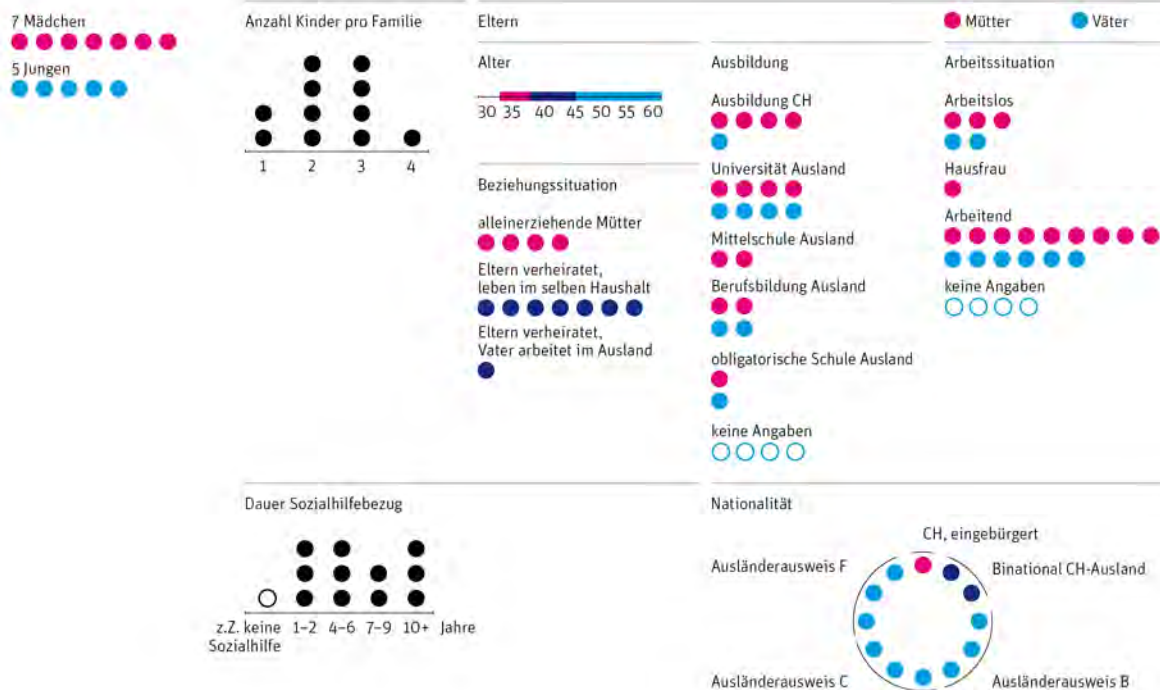 7 Mädchen
5 Jungen
Anzahl Kinder pro Familie
1 2 3 4
Eltern
Mütter
Väter
Alter
30 35 40 45 50 55 60
Beziehungssituation
alleinerziehende Mütter
Eltern verheiratet,
leben im selben Haushalt
Eltern verheiratet,
Vater arbeitet im Ausland
Ausbildung
Ausbildung CH
Universität Ausland
Mittelschule Ausland
Berufsbildung Ausland
obligatorische Schule Ausland
keine Angaben
Arbeitssituation
Arbeitslos
Hausfrau
Arbeitend
keine Angaben
Dauer Sozialhilfebezug
z.Z. keine
Sozialhilfe
1–2 4–6 7–9 10+ Jahre
Nationalität
CH, eingebürgert
Ausländerausweis F
Binational CH-Ausland
Ausländerausweis C
Ausländerausweis B